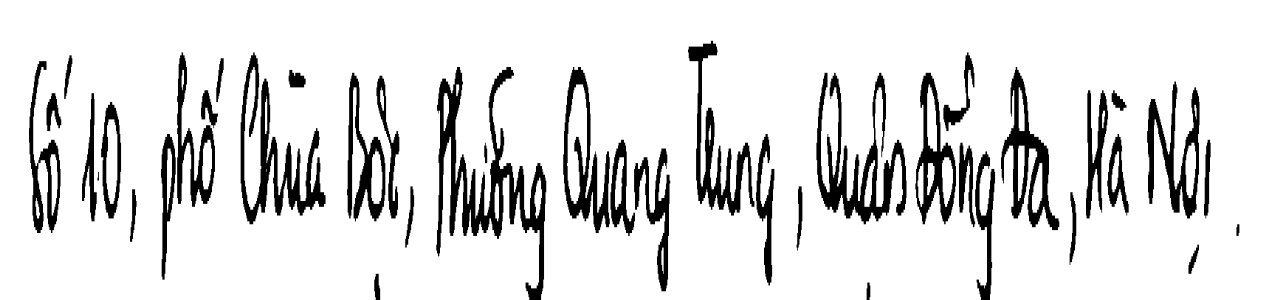 Số 10, phố Chùa Bộc, Phường Quang Trung, Quận Đống Đa, Hà Nội.